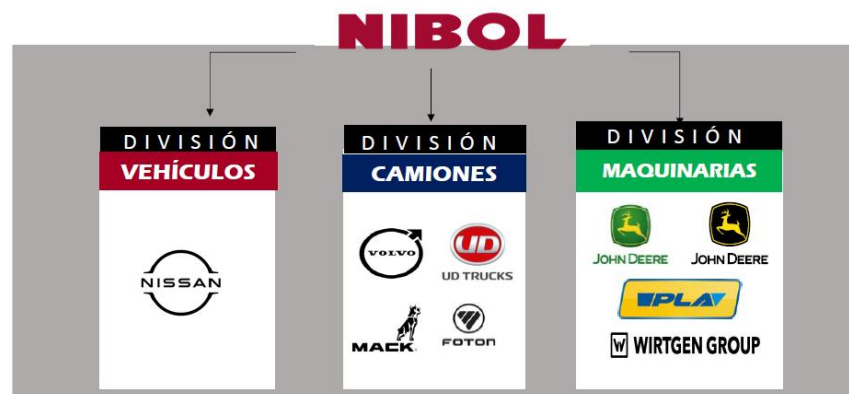 NIBOL
DIVISIÓN
VEHÍCULOS
NISSAN
DIVISIÓN
CAMIONES
VOLVO
UD
UD TRUCKS
MACK
FOTON
DIVISIÓN
MAQUINARIAS
JOHN DEERE
JOHN DEERE
PLA
W WIRTGEN GROUP